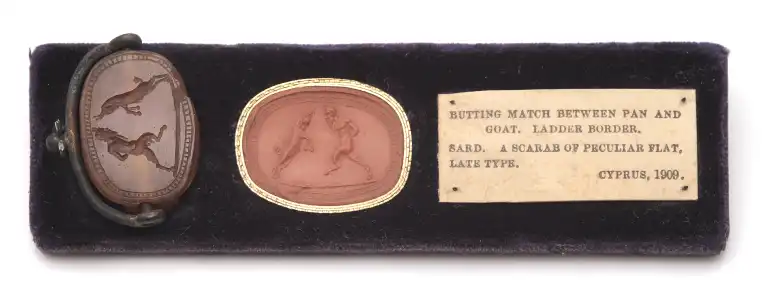 BUTTING MATCH BETWEEN PAN AND
GOAT. LADDER BORDER.
SARD. A SCARAB OF PECULIAR FLAT,
LATE TYPE.
CYPRUS, 1909.